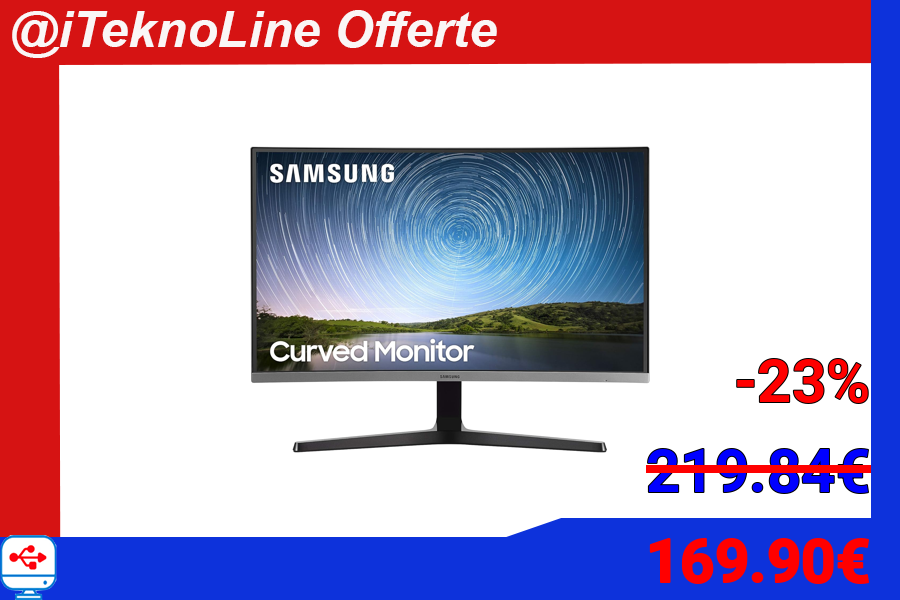 @iTeknoLine Offerte
SAMSUNG
Curved Monitor
SAMSUNG
-23%
219.84€
169.90€